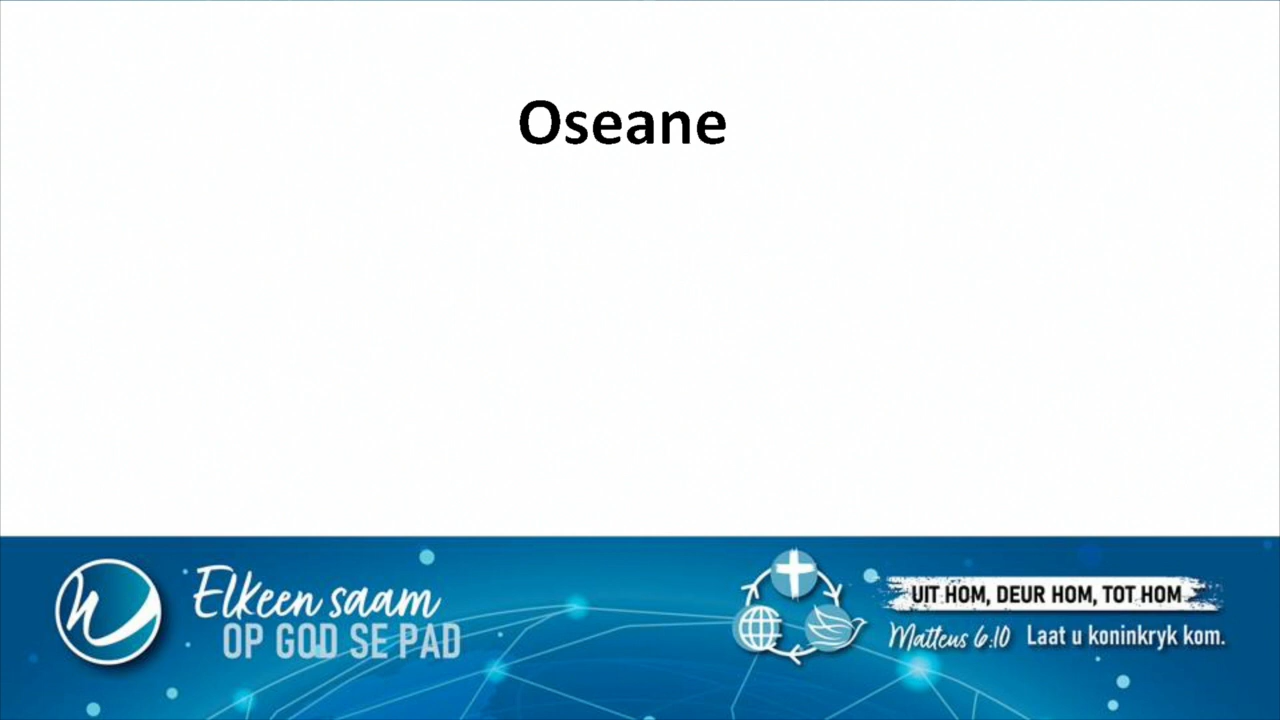 Oseane
Elkeen saam
OP GOD SE PAD
UIT HOM, DEUR HOM, TOT HOM
Matteus 6:10 Laat u koninkryk kom.